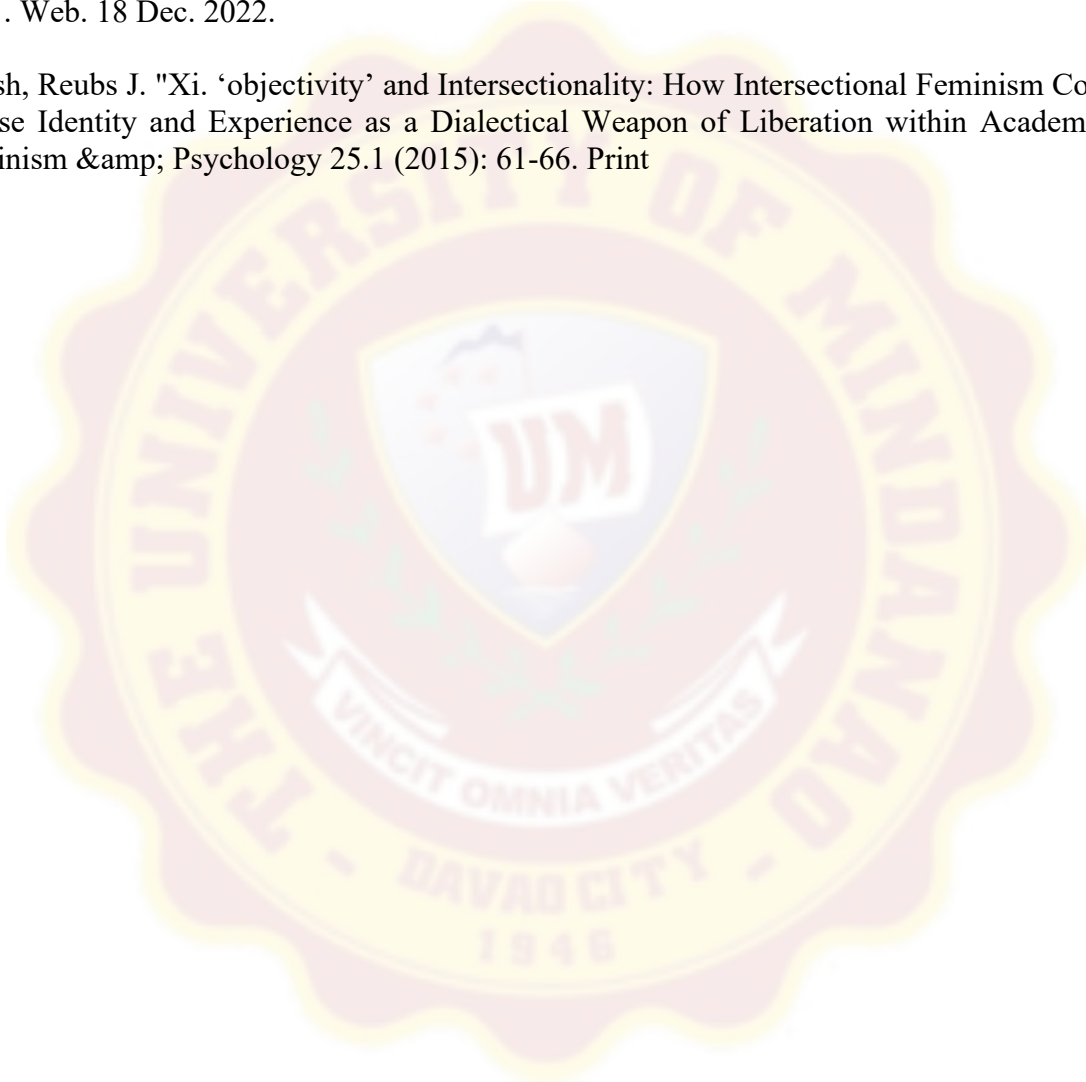 . Web. 18 Dec. 2022.
sh, Reubs J. "Xi. ‘objectivity’ and Intersectionality: How Intersectional Feminism Co
se Identity and Experience as a Dialectical Weapon of Liberation within Academ
inism &amp; Psychology 25.1 (2015): 61-66. Print
THE UNIVERSITY OF MINDANAO
UM
VINCIT OMNIA VERITAS
- DAVAO CITY -
1946